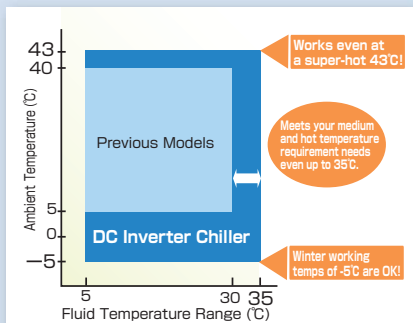 43
40
5
0
−5
Ambient Temperature (℃)
Previous Models
DC Inverter Chiller
Works even at
a super-hot 43℃!
Meets your medium
and hot temperature
requirement needs
even up to 35℃.
Winter working
temps of -5℃ are OK!
5
30
35
Fluid Temperature Range (℃)